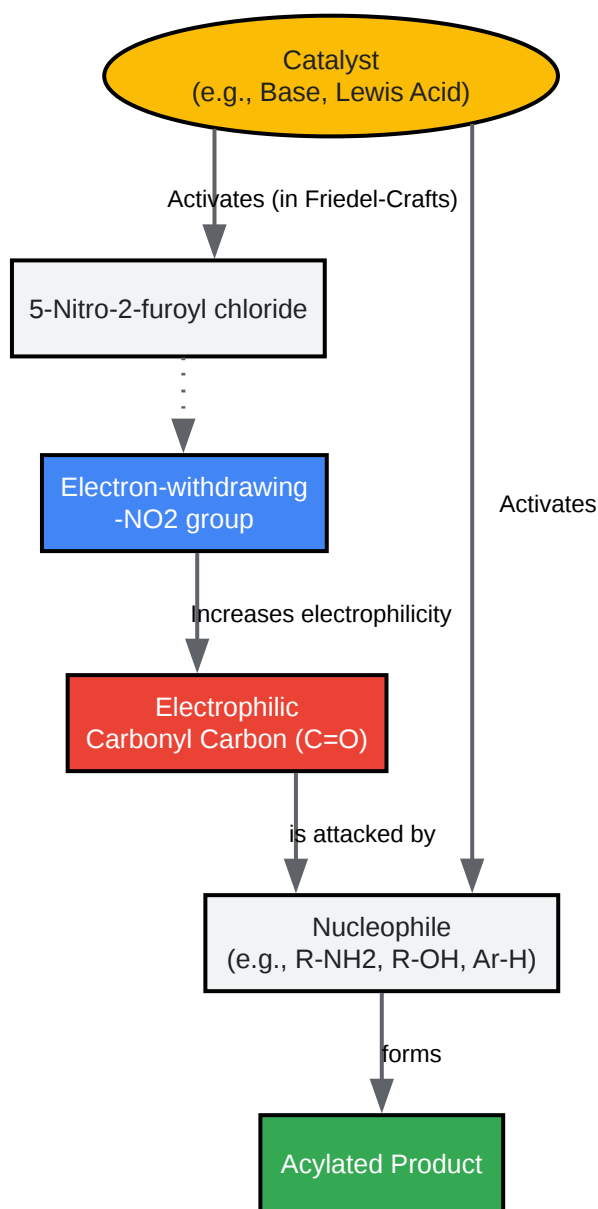 Catalyst
(e.g., Base, Lewis Acid)
Activates (in Friedel-Crafts)
5-Nitro-2-furoyl chloride
Electron-withdrawing
-NO2 group
Activates
Increases electrophilicity
Electrophilic
Carbonyl Carbon (C=O)
is attacked by
Nucleophile
(e.g., R-NH2, R-OH, Ar-H)
forms
Acylated Product